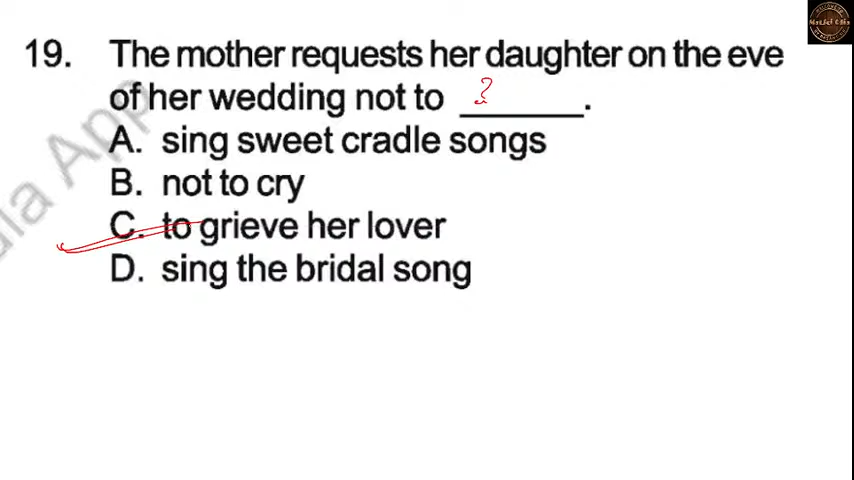 19. The mother requests her daughter on the eve
of her wedding not to ? ______.
A. sing sweet cradle songs
B. not to cry
C. to grieve her lover
D. sing the bridal song